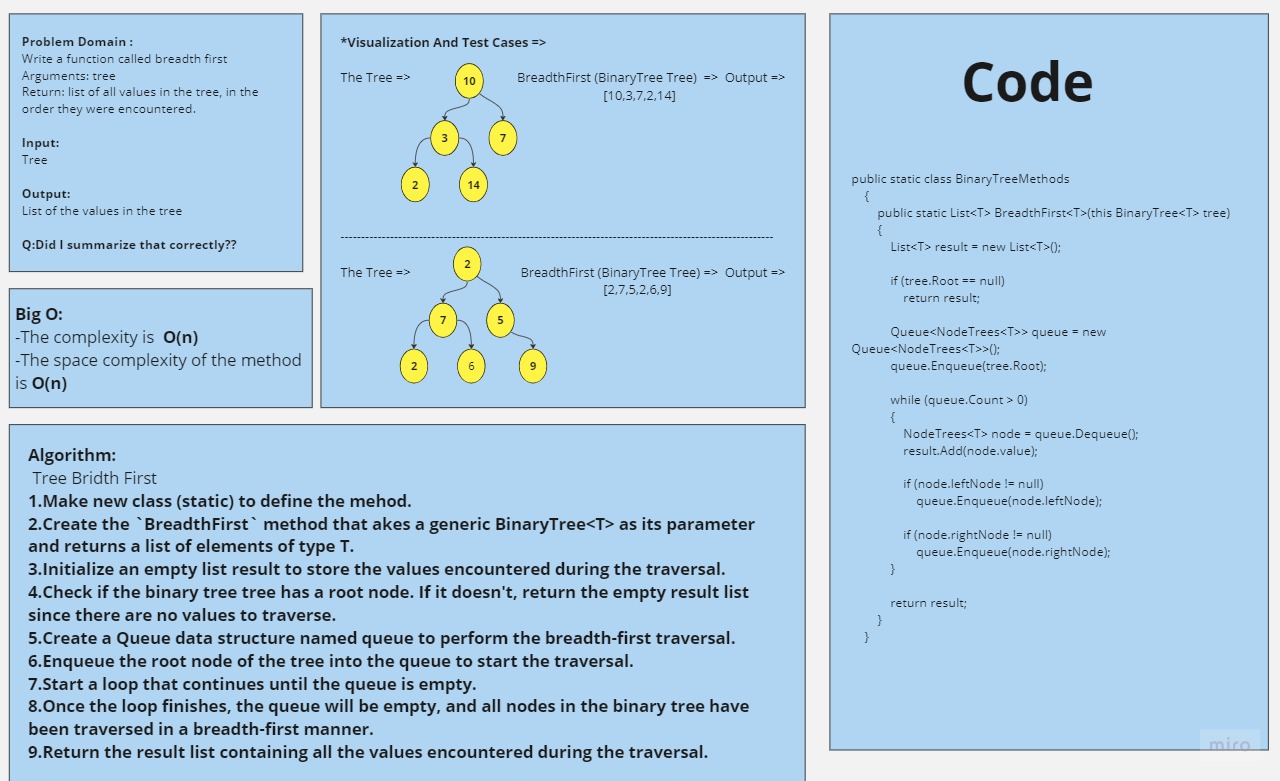 Problem Domain :
Write a function called breadth first
Arguments: tree
Return: list of all values in the tree, in the
order they were encountered.
Input:
Tree
Output:
List of the values in the tree
Q:Did I summarize that correctly??
Big O:
-The complexity is  O(n)
-The space complexity of the method
is O(n)
*Visualization And Test Cases =>
The Tree =>
10
3
7
2
14
BreadthFirst (BinaryTree Tree)  =>  Output =>
[10,3,7,2,14]
----------------------------------------------------------------------------------------------------------
The Tree =>
2
7
5
2
6
9
BreadthFirst (BinaryTree Tree) =>  Output =>
[2,7,5,2,6,9]
Algorithm:
Tree Bridth First
1.Make new class (static) to define the mehod.
2.Create the `BreadthFirst` method that akes a generic BinaryTree<T> as its parameter
and returns a list of elements of type T.
3.Initialize an empty list result to store the values encountered during the traversal.
4.Check if the binary tree tree has a root node. If it doesn't, return the empty result list
since there are no values to traverse.
5.Create a Queue data structure named queue to perform the breadth-first traversal.
6.Enqueue the root node of the tree into the queue to start the traversal.
7.Start a loop that continues until the queue is empty.
8.Once the loop finishes, the queue will be empty, and all nodes in the binary tree have
been traversed in a breadth-first manner.
9.Return the result list containing all the values encountered during the traversal.
Code
public static class BinaryTreeMethods
{
public static List<T> BreadthFirst<T>(this BinaryTree<T> tree)
{
List<T> result = new List<T>();
if (tree.Root == null)
return result;
Queue<NodeTrees<T>> queue = new
Queue<NodeTrees<T>>();
queue.Enqueue(tree.Root);
while (queue.Count > 0)
{
NodeTrees<T> node = queue.Dequeue();
result.Add(node.value);
if (node.leftNode != null)
queue.Enqueue(node.leftNode);
if (node.rightNode != null)
queue.Enqueue(node.rightNode);
}
return result;
}
}
miro